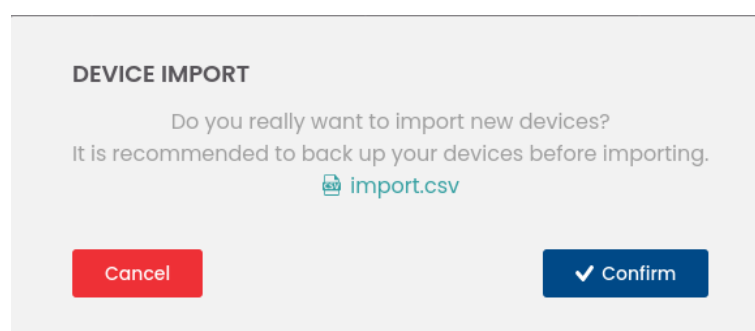 DEVICE IMPORT
Do you really want to import new devices?
It is recommended to back up your devices before importing.
CSV import.csv
Cancel
Confirm